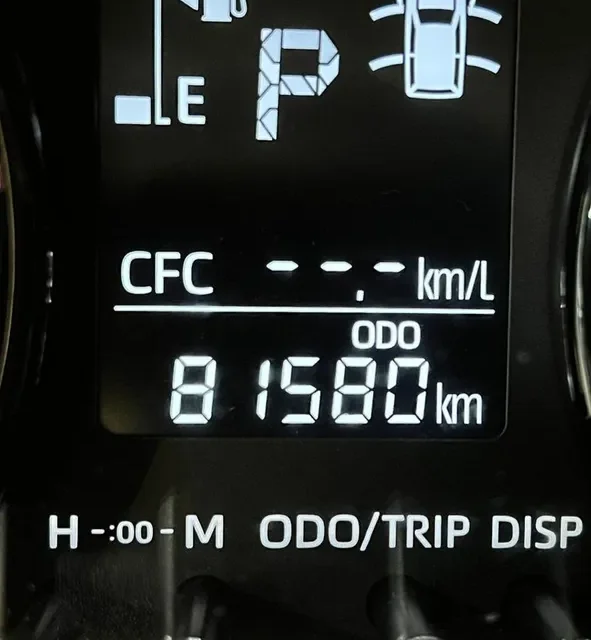 P
E
CFC --.- km/L
ODO
81580 km
H -:00- M ODO/TRIP DISP